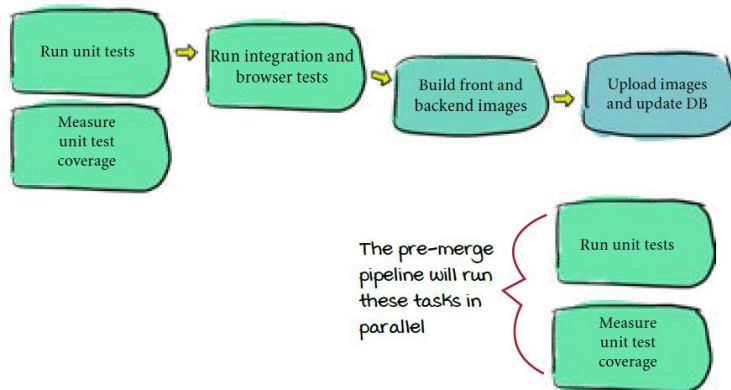 Run unit tests
Run integration and
browser tests
Build front and
backend images
Upload images
and update DB
Measure
unit test
coverage
The pre-merge
pipeline will run
these tasks in
parallel
Run unit tests
Measure
unit test
coverage